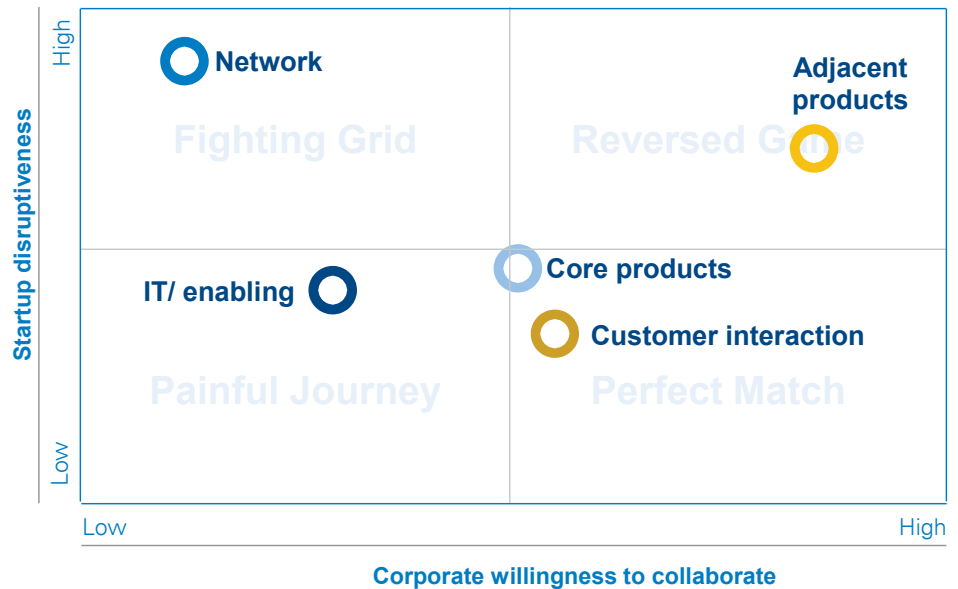 High
Network
Adjacent
products
Fighting Grid
Reversed Game
Startup disruptiveness
Core products
IT/ enabling
Customer interaction
Painful Journey
Perfect Match
Low
Low
High
Corporate willingness to collaborate